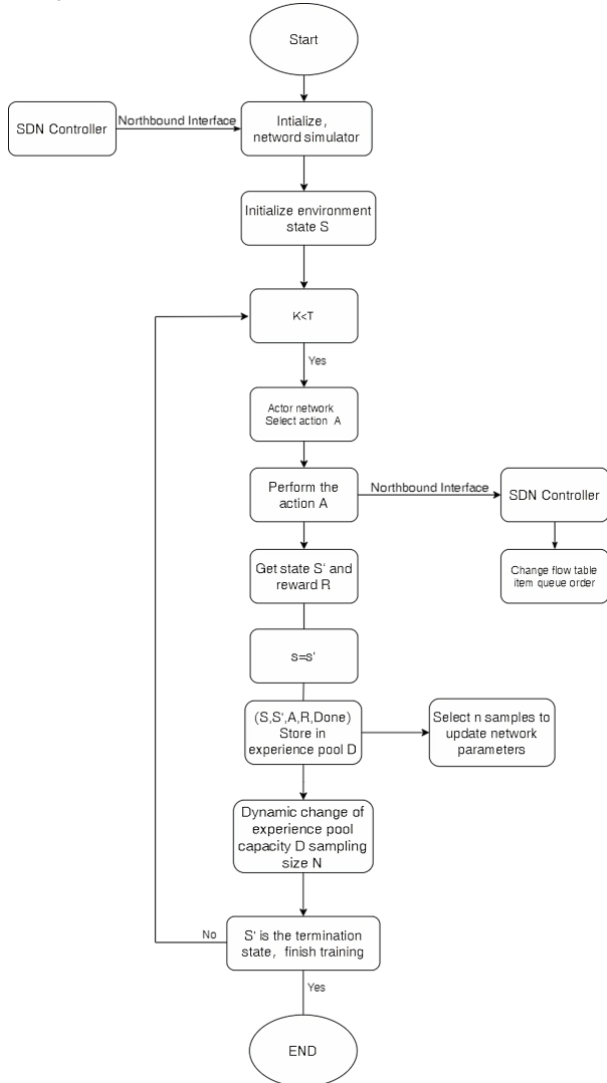 Start
SDN Controller
Northbound Interface
Intialize,
netword simulator
Initialize environment
state S
K<T
Yes
Actor network
Select action A
Perform the
action A
Northbound Interface
SDN Controller
Get state S' and
reward R
Change flow table
item queue order
s=s'
(S,S',A,R,Done)
Store in
experience pool D
Select n samples to
update network
parameters
Dynamic change of
experience pool
capacity D sampling
size N
No
S' is the termination
state, finish training
Yes
END